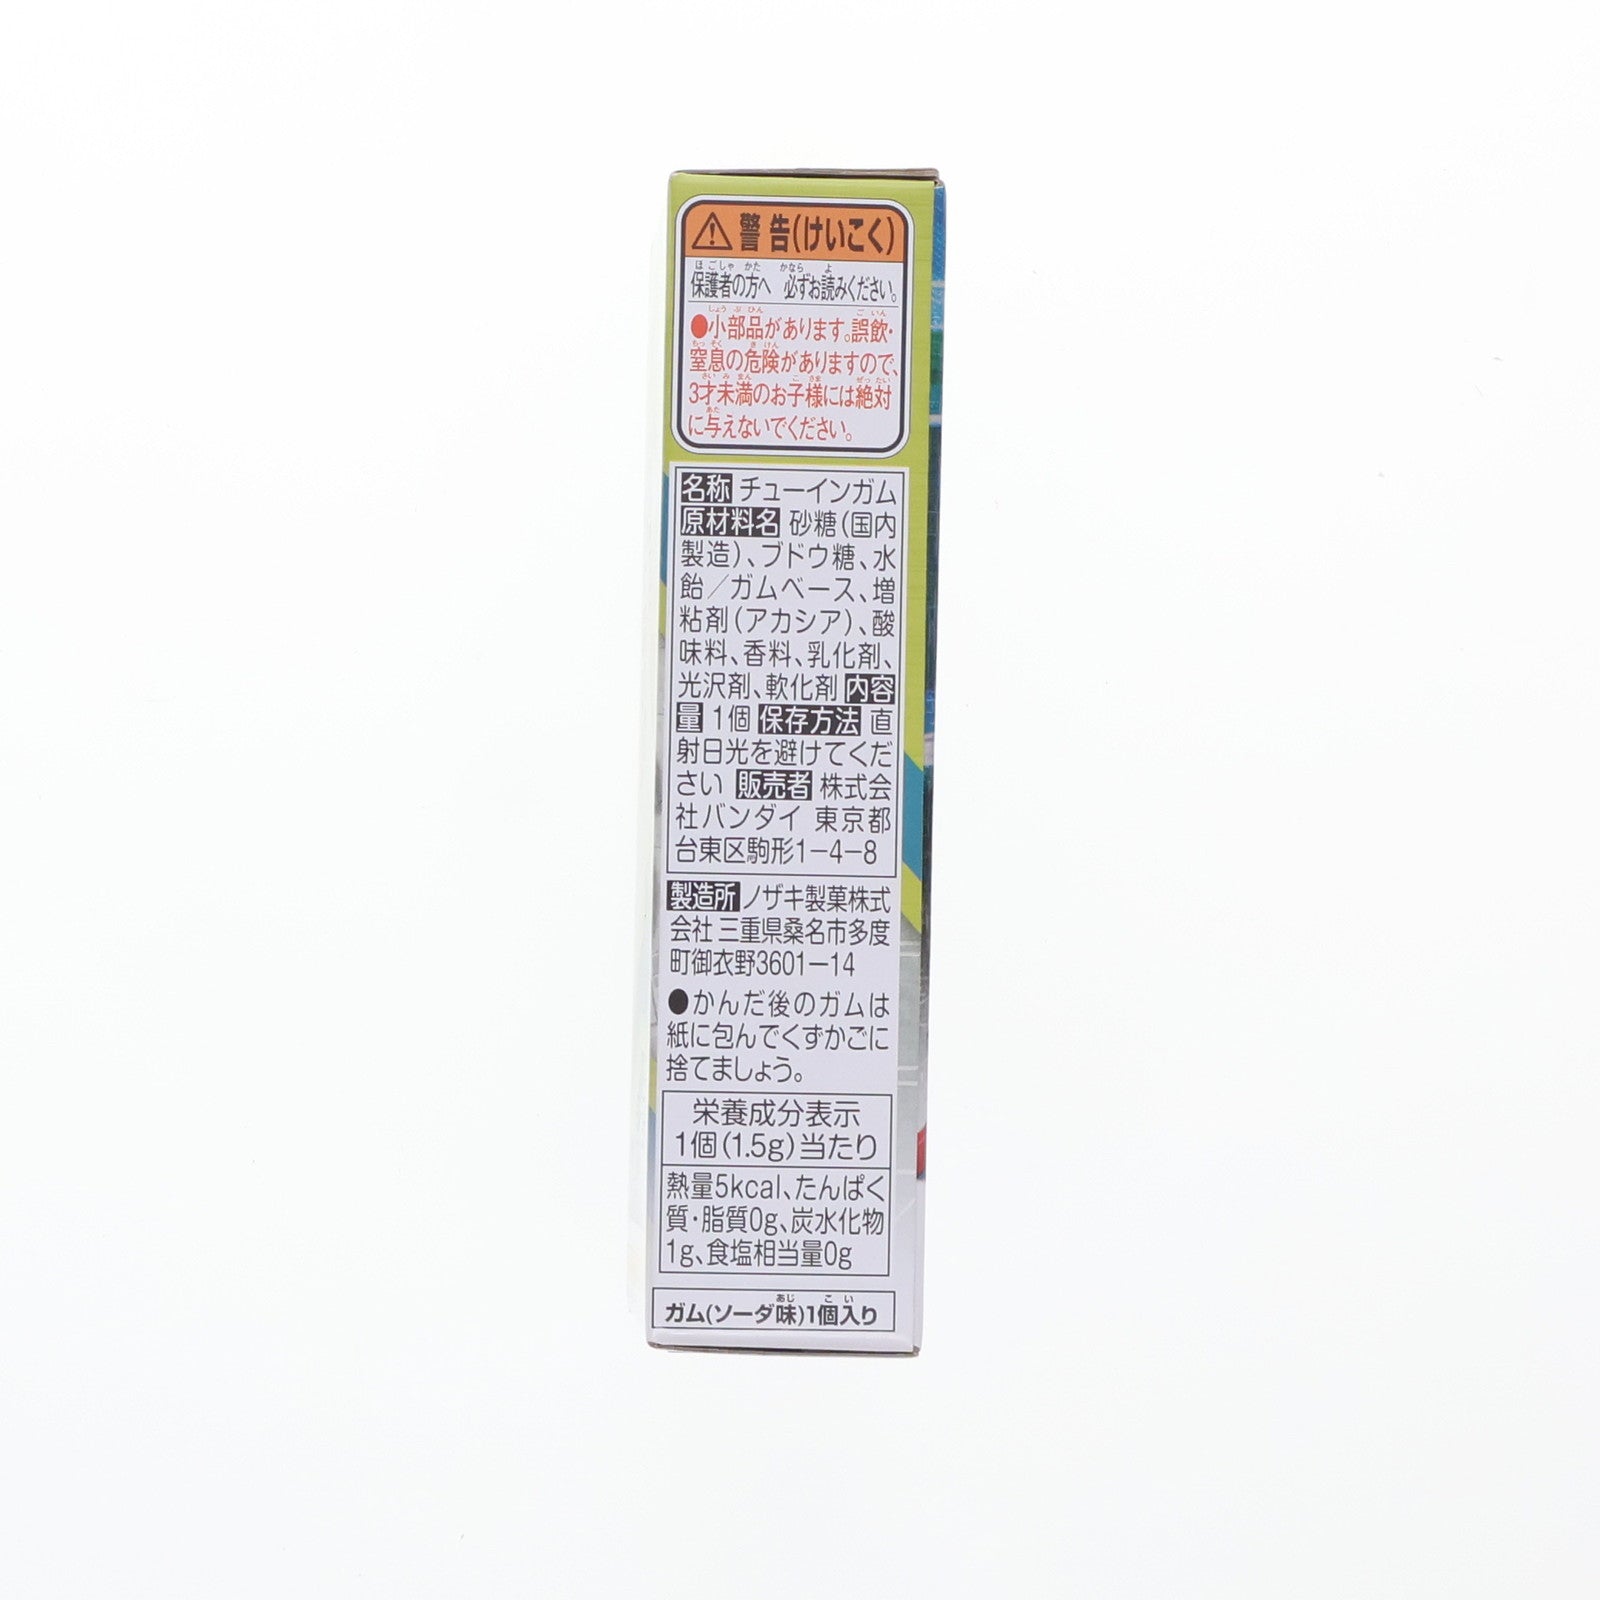 警告(けいこく)
保護者の方へ 必ずお読みください。
●小部品があります。誤飲・
窒息の危険がありますので、
3才未満のお子様には絶対
に与えないでください。
名称 チューインガム
原材料名 砂糖(国内
製造)、ブドウ糖、水
飴/ガムベース、増
粘剤(アカシア)、酸
味料、香料、乳化剤、
光沢剤、軟化剤 内容
量 1個 保存方法 直
射日光を避けてくだ
さい 販売者 株式会
社バンダイ 東京都
台東区駒形1-4-8
製造所 ノザキ製菓株式
会社 三重県桑名市多度
町御衣野3601-14
●かんだ後のガムは
紙に包んでくずかごに
捨てましょう。
栄養成分表示
1個(1.5g)当たり
熱量5kcal、たんぱく
質・脂質0g、炭水化物
1g、食塩相当量0g
ガム(ソーダ味)1個入り